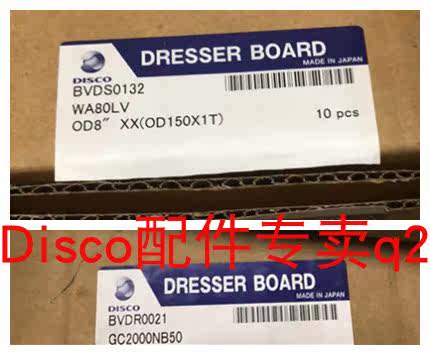 DRESSER BOARD
MADE IN JAPAN
DISCO
BVDS0132
WA80LV
OD8" XX(OD150X1T)
10 pcs
Disco配件专卖q2
DRESSER BOARD
MADE IN JAPAN
DISCO
BVDR0021
GC2000NB50